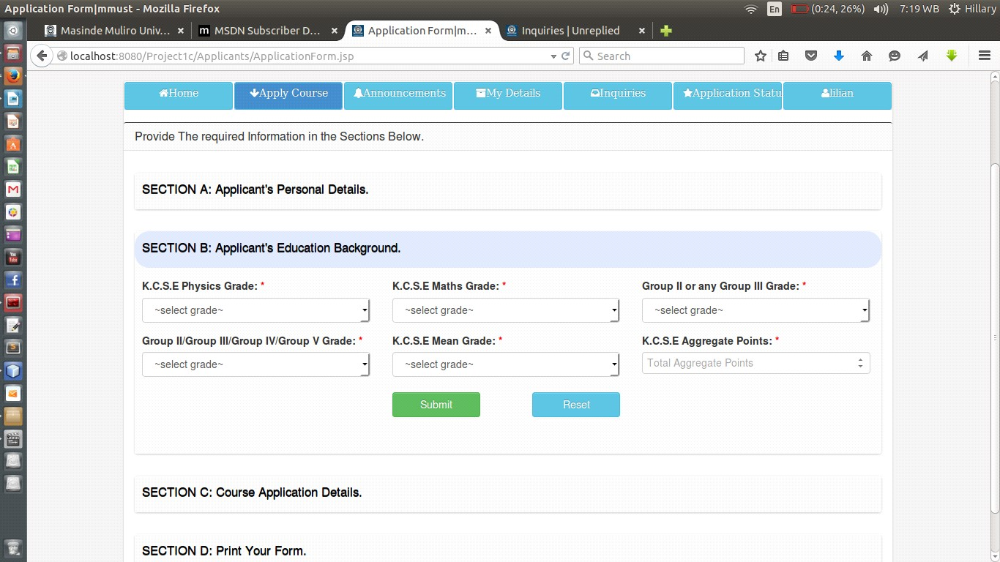 Application Form|mmust - Mozilla Firefox
En (0:24, 26%) 7:19 WB Hillary
Masinde Muliro Univ... MSDN Subscriber D... Application Form|m... Inquiries | Unreplied
localhost:8080/Project1c/Applicants/ApplicationForm.jsp Search
Home Apply Course Announcements My Details Inquiries Application Statu lilian
Provide The required Information in the Sections Below.
SECTION A: Applicant's Personal Details.
SECTION B: Applicant's Education Background.
K.C.S.E Physics Grade: * K.C.S.E Maths Grade: * Group II or any Group III Grade: *
~select grade~ ~select grade~ ~select grade~
Group II/Group III/Group IV/Group V Grade: * K.C.S.E Mean Grade: * K.C.S.E Aggregate Points: *
~select grade~ ~select grade~ Total Aggregate Points
Submit Reset
SECTION C: Course Application Details.
SECTION D: Print Your Form.